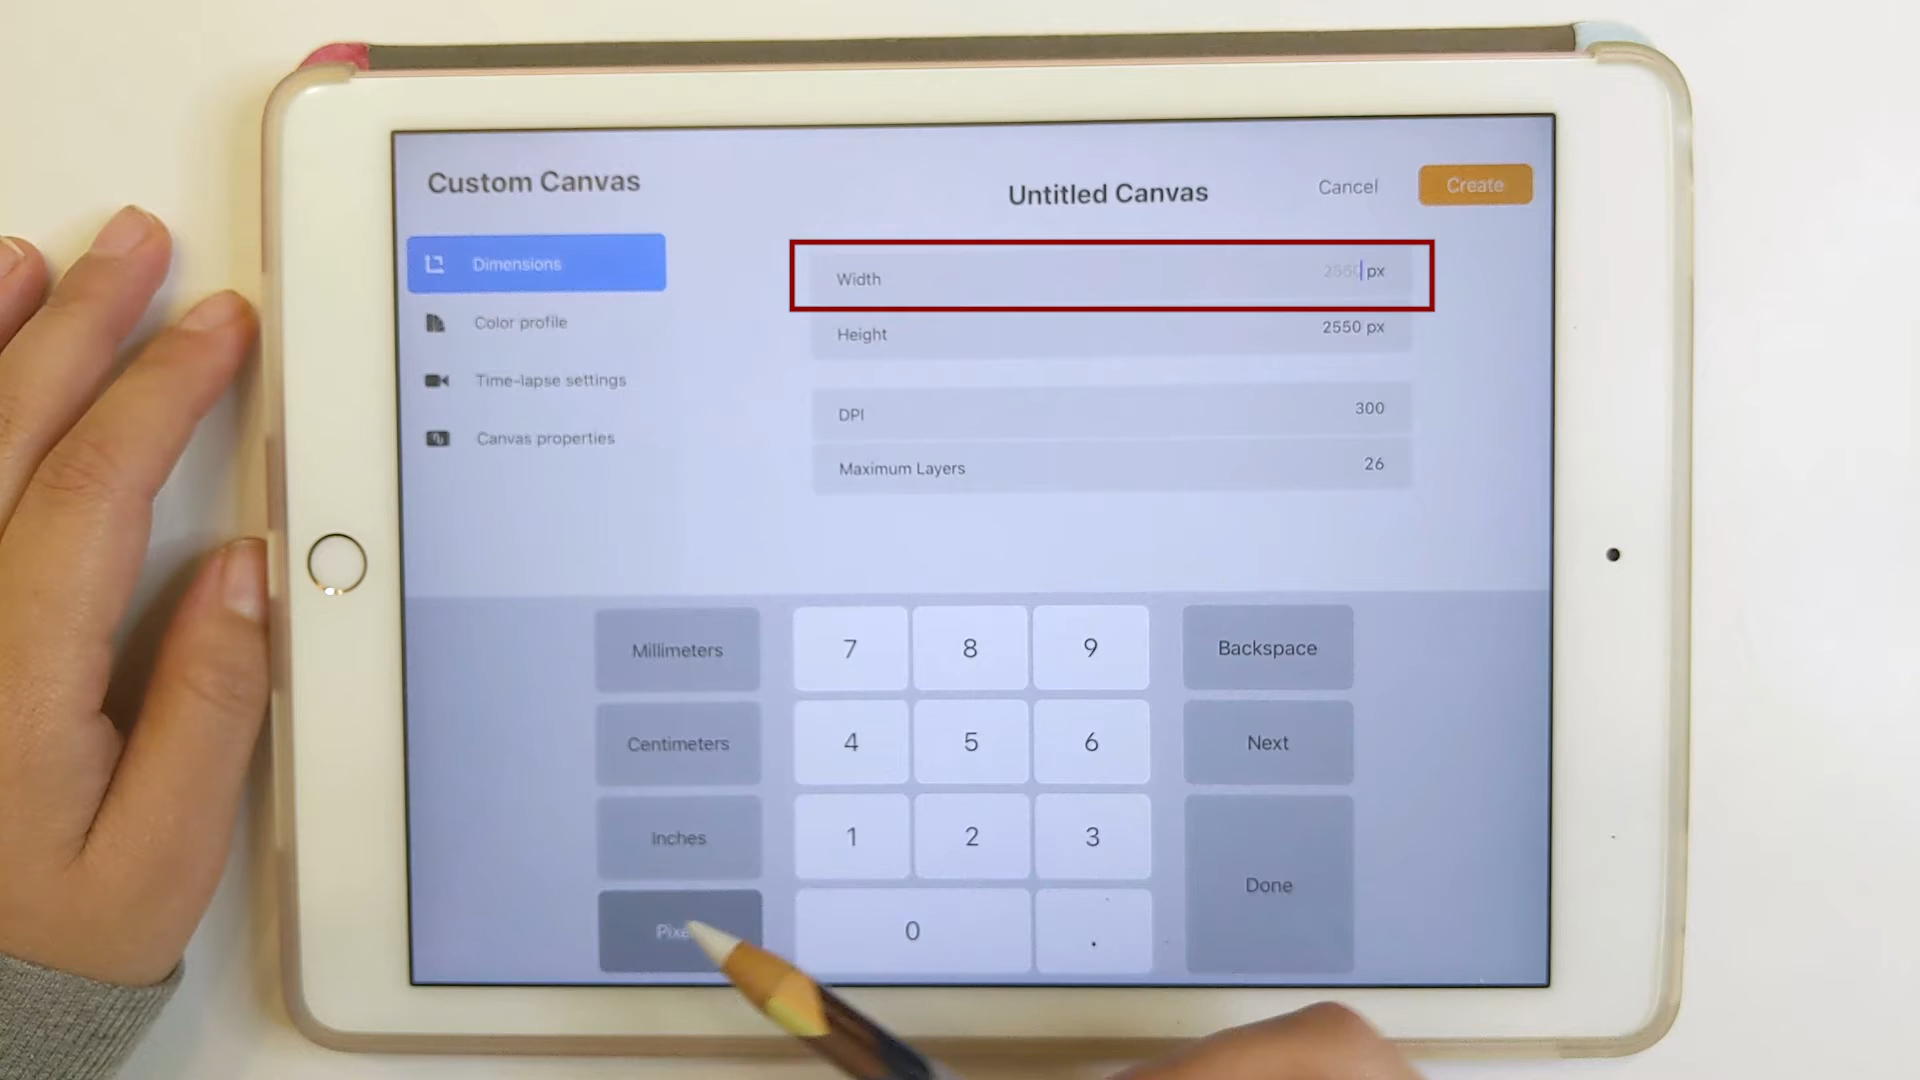 Custom Canvas
Untitled Canvas
Cancel
Create
Dimensions
Color profile
Time-lapse settings
Canvas properties
Width 2550 px
Height 2550 px
DPI 300
Maximum Layers 26
Millimeters 7 8 9 Backspace
Centimeters 4 5 6 Next
Inches 1 2 3
0 . Done